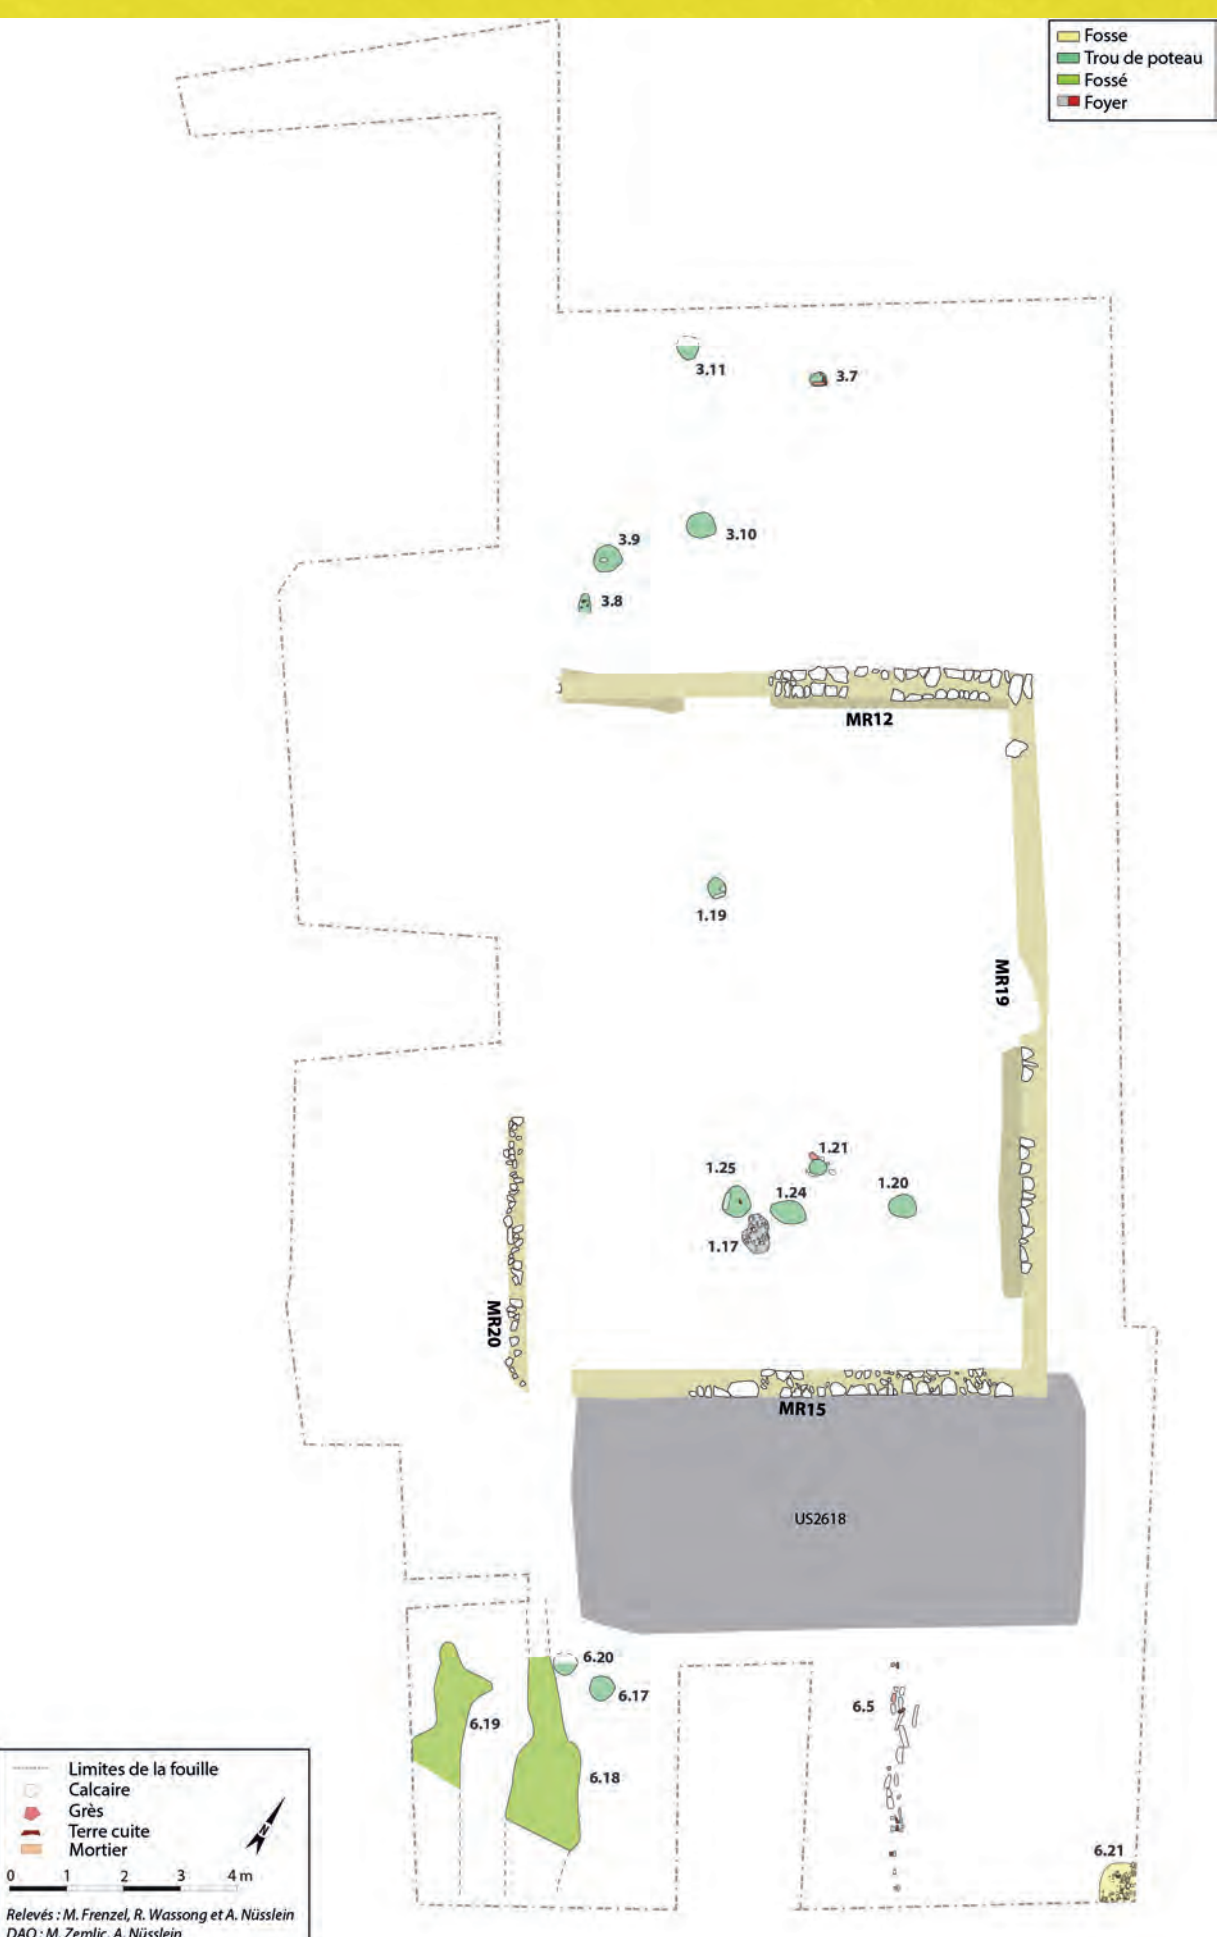 Fosse
Trou de poteau
Fossé
Foyer
3.11
3.7
3.10
3.9
3.8
MR12
1.19
MR19
1.21
1.25
1.24
1.20
1.17
MR20
MR15
US2618
6.20
6.17
6.5
6.19
6.18
6.21
Limites de la fouille
Calcaire
Grès
Terre cuite
Mortier
N
0 1 2 3 4 m
Relevés : M. Frenzel, R. Wassong et A. Nüsslein
DAO : M. Zemlic, A. Nüsslein